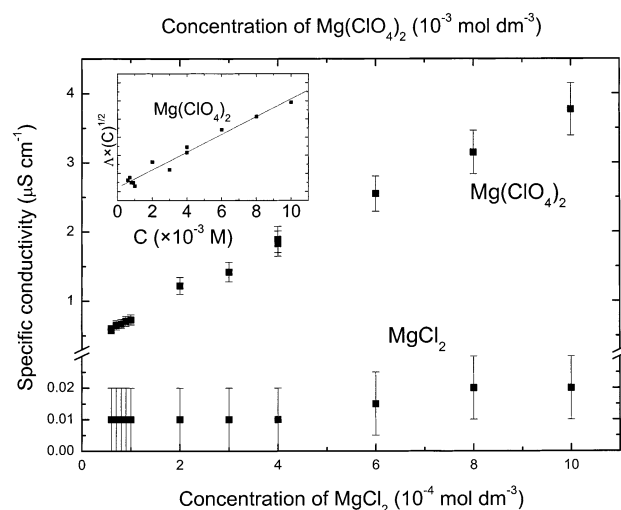 Concentration of Mg(ClO₄)₂ (10⁻³ mol dm⁻³)
4
3
2
1
0.02
0.01
0.00
Specific conductivity (μS cm⁻¹)
Mg(ClO₄)₂
Λ×(C)¹ᐟ²
0 2 4 6 8 10
C (×10⁻³ M)
Mg(ClO₄)₂
MgCl₂
0 2 4 6 8 10
Concentration of MgCl₂ (10⁻⁴ mol dm⁻³)